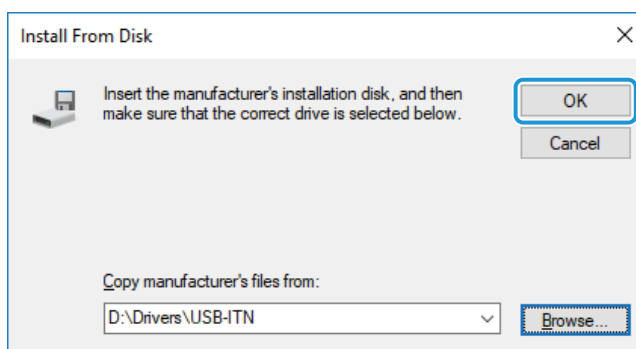 Install From Disk
Insert the manufacturer's installation disk, and then
make sure that the correct drive is selected below.
OK
Cancel
Copy manufacturer's files from:
D:\Drivers\USB-ITN
Browse...